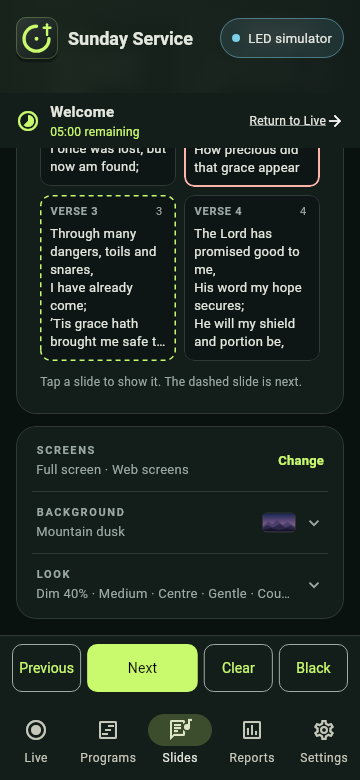 Sunday Service
LED simulator
Welcome
05:00 remaining
Return to Live
I once was lost, but
now am found;
How precious did
that grace appear
VERSE 3 3
Through many
dangers, toils and
snares,
I have already
come;
'Tis grace hath
brought me safe t…
VERSE 4 4
The Lord has
promised good to
me,
His word my hope
secures;
He will my shield
and portion be,
Tap a slide to show it. The dashed slide is next.
SCREENS
Full screen · Web screens
Change
BACKGROUND
Mountain dusk
LOOK
Dim 40% · Medium · Centre · Gentle · Cou…
Previous
Next
Clear
Black
Live
Programs
Slides
Reports
Settings